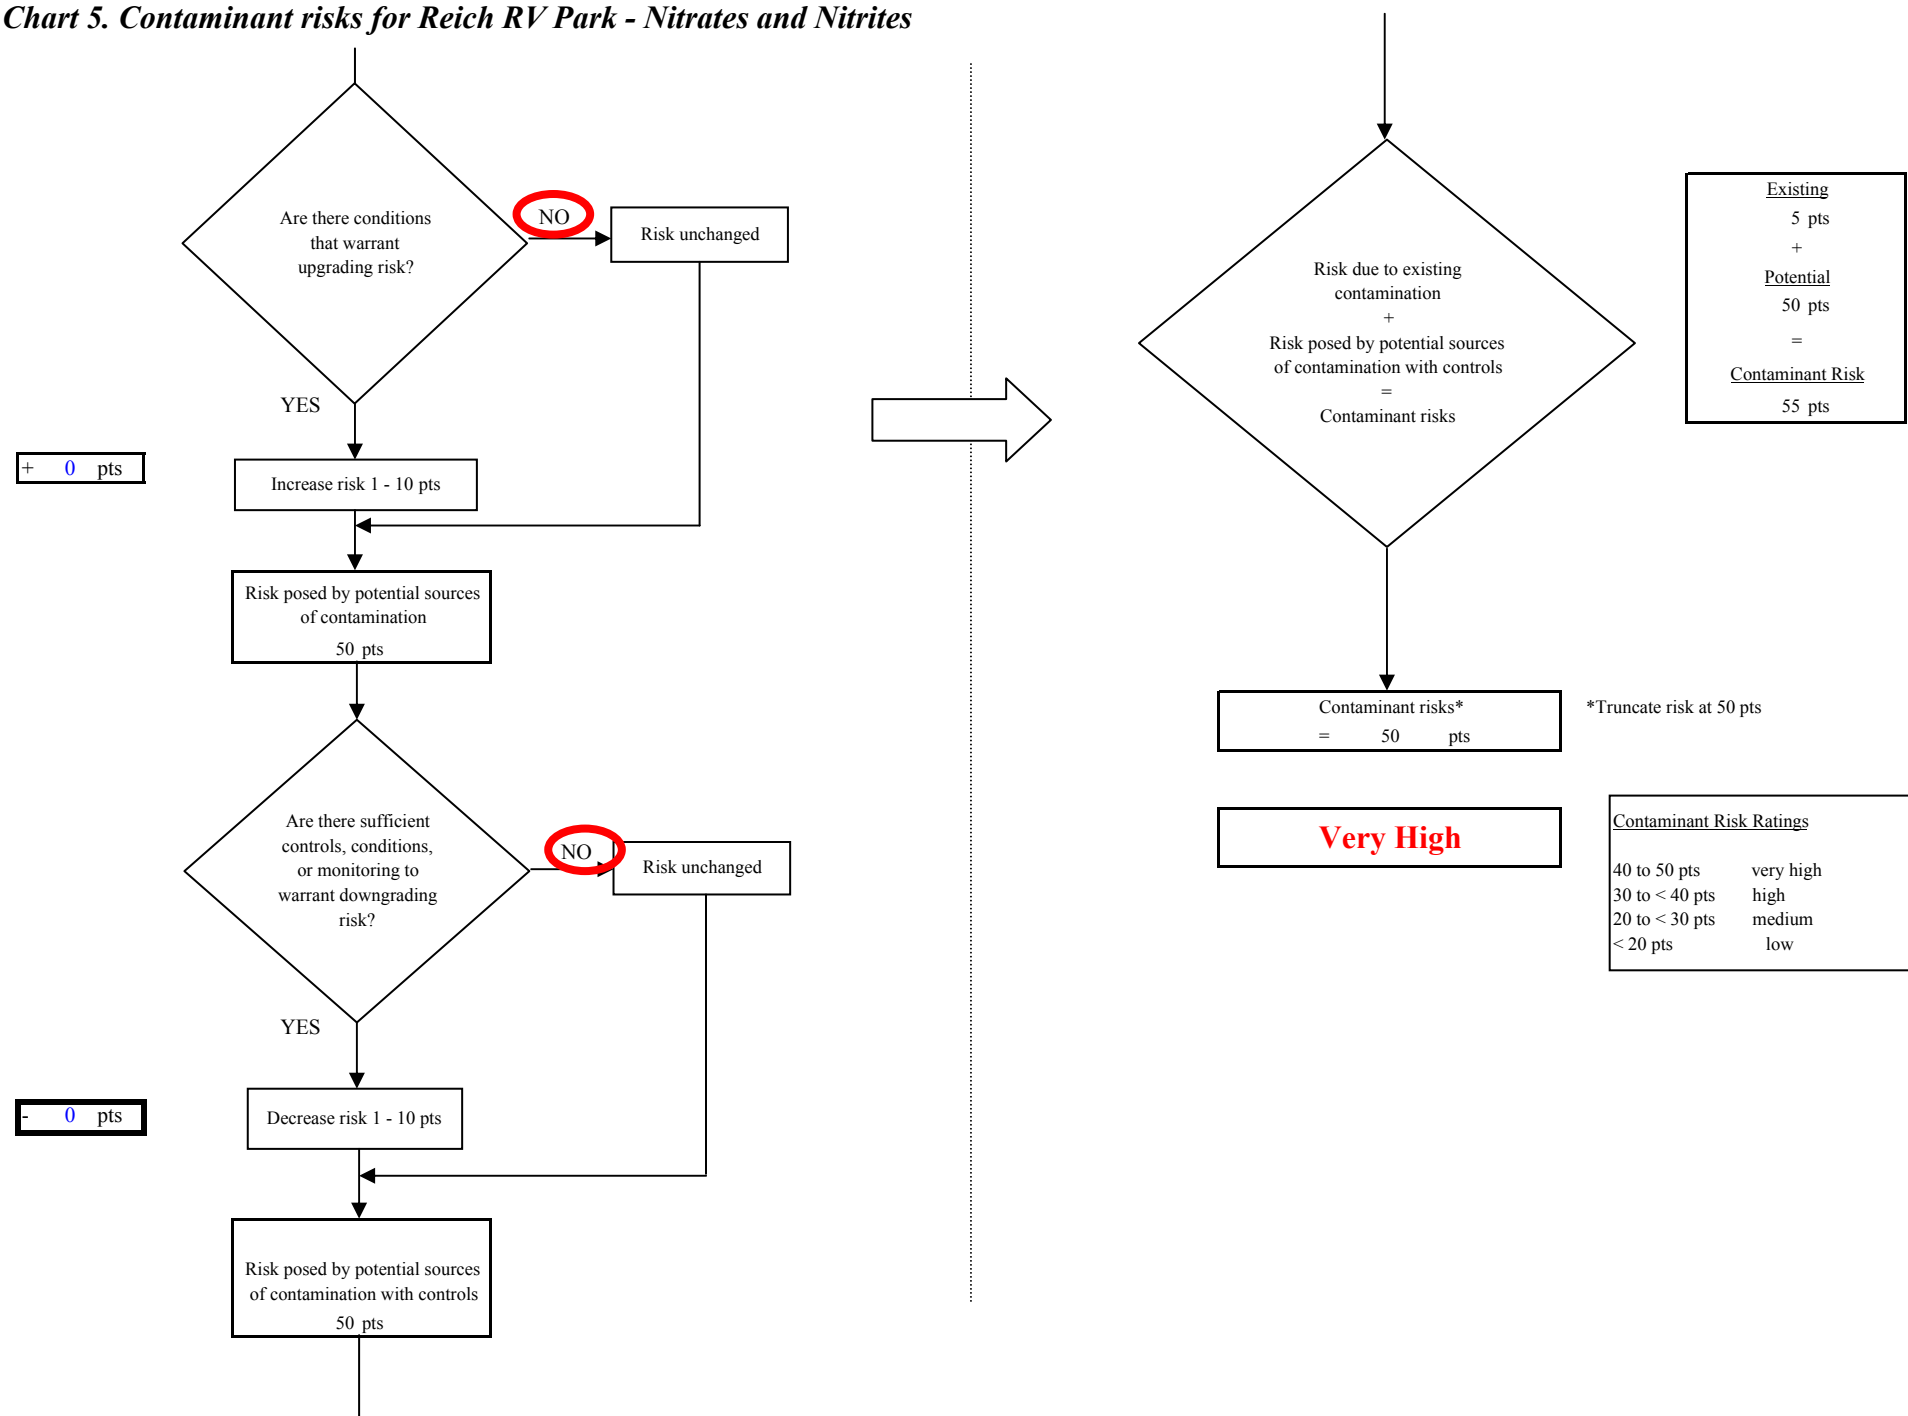 Chart 5. Contaminant risks for Reich RV Park - Nitrates and Nitrites
Are there conditions
that warrant
upgrading risk?
NO
Risk unchanged
YES
+ 0 pts
Increase risk 1 - 10 pts
Risk posed by potential sources
of contamination
50 pts
Are there sufficient
controls, conditions,
or monitoring to
warrant downgrading
risk?
NO
Risk unchanged
YES
- 0 pts
Decrease risk 1 - 10 pts
Risk posed by potential sources
of contamination with controls
50 pts
Risk due to existing
contamination
+
Risk posed by potential sources
of contamination with controls
=
Contaminant risks
Existing
5 pts
+
Potential
50 pts
=
Contaminant Risk
55 pts
Contaminant risks*
= 50 pts
*Truncate risk at 50 pts
Very High
Contaminant Risk Ratings
40 to 50 pts very high
30 to < 40 pts high
20 to < 30 pts medium
< 20 pts low